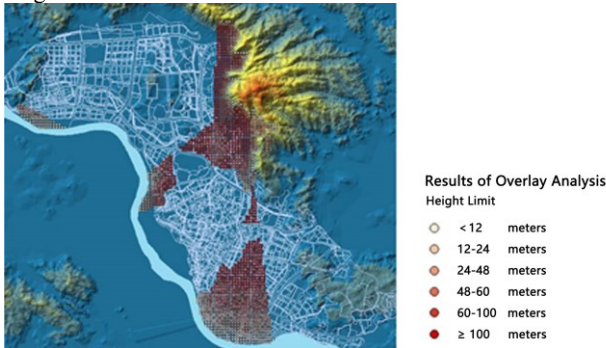 Results of Overlay Analysis
Height Limit
< 12 meters
12-24 meters
24-48 meters
48-60 meters
60-100 meters
≥ 100 meters